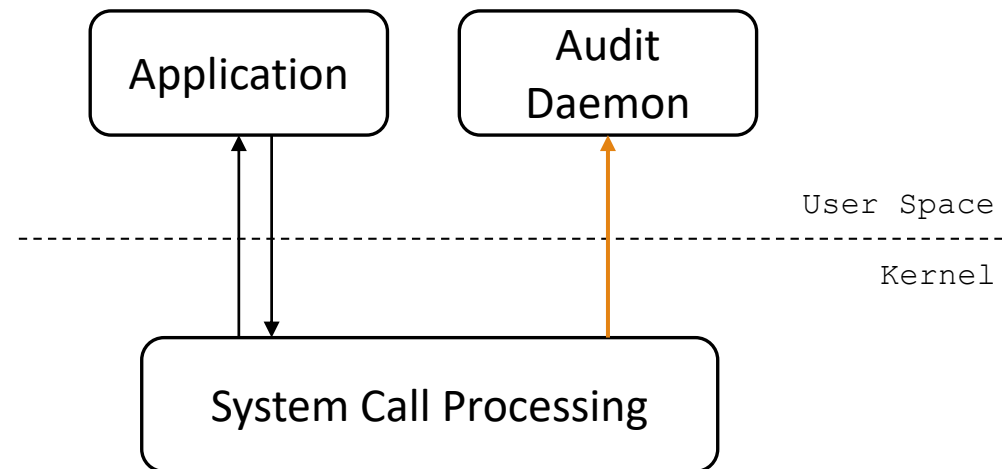 Application
Audit
Daemon
User Space
Kernel
System Call Processing